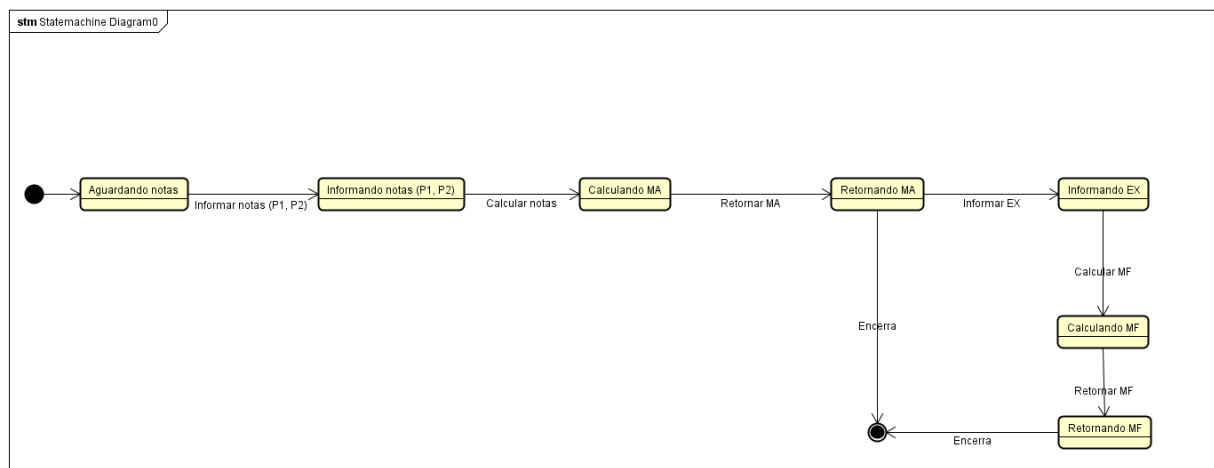 stm Statemachine Diagram0
Aguardando notas
Informar notas (P1, P2)
Informando notas (P1, P2)
Calcular notas
Calculando MA
Retornar MA
Retornando MA
Informar EX
Informando EX
Calcular MF
Calculando MF
Encerra
Retornar MF
Retornando MF
Encerra